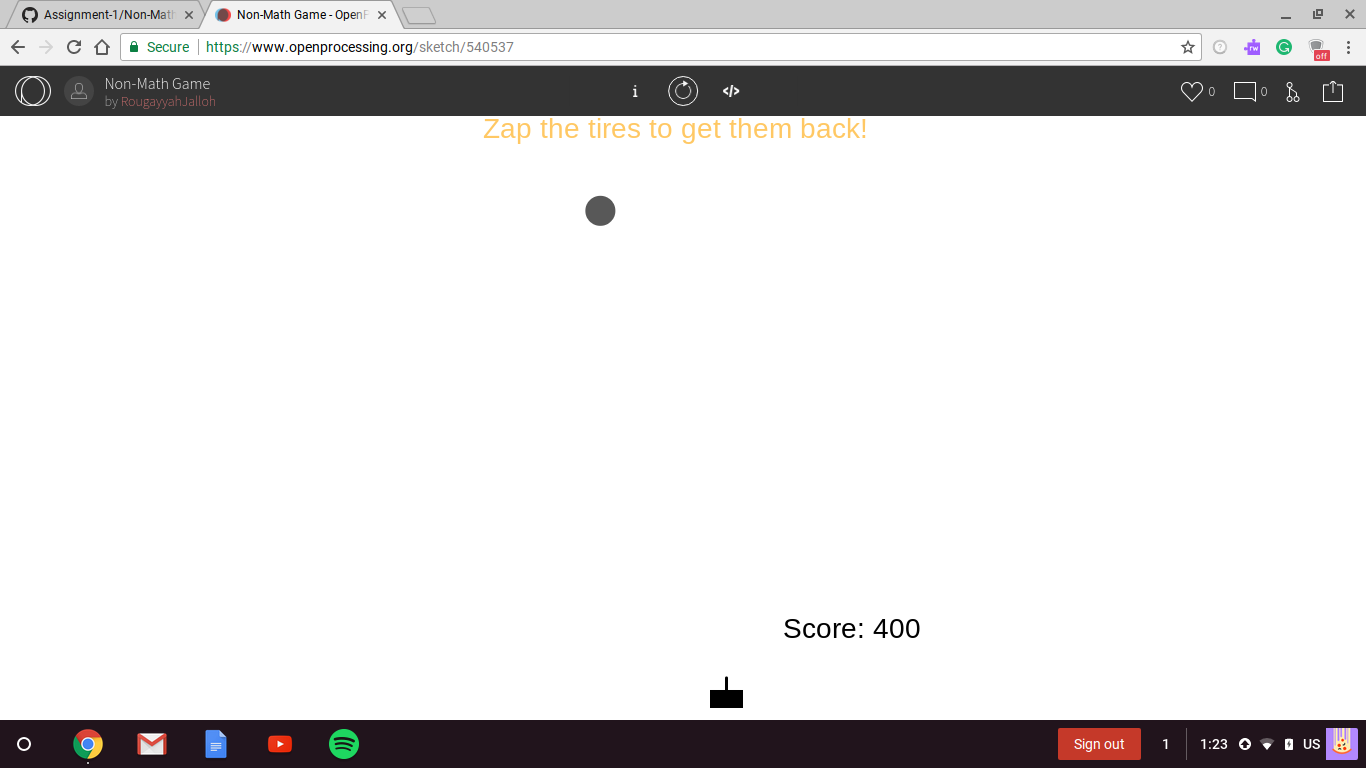 Assignment-1/Non-Math
Non-Math Game - OpenP
Secure
https://www.openprocessing.org/sketch/540537
rw
off
Non-Math Game
by RougayyahJalloh
i
</>
0
0
Zap the tires to get them back!
Score: 400
Sign out
1
1:23
US